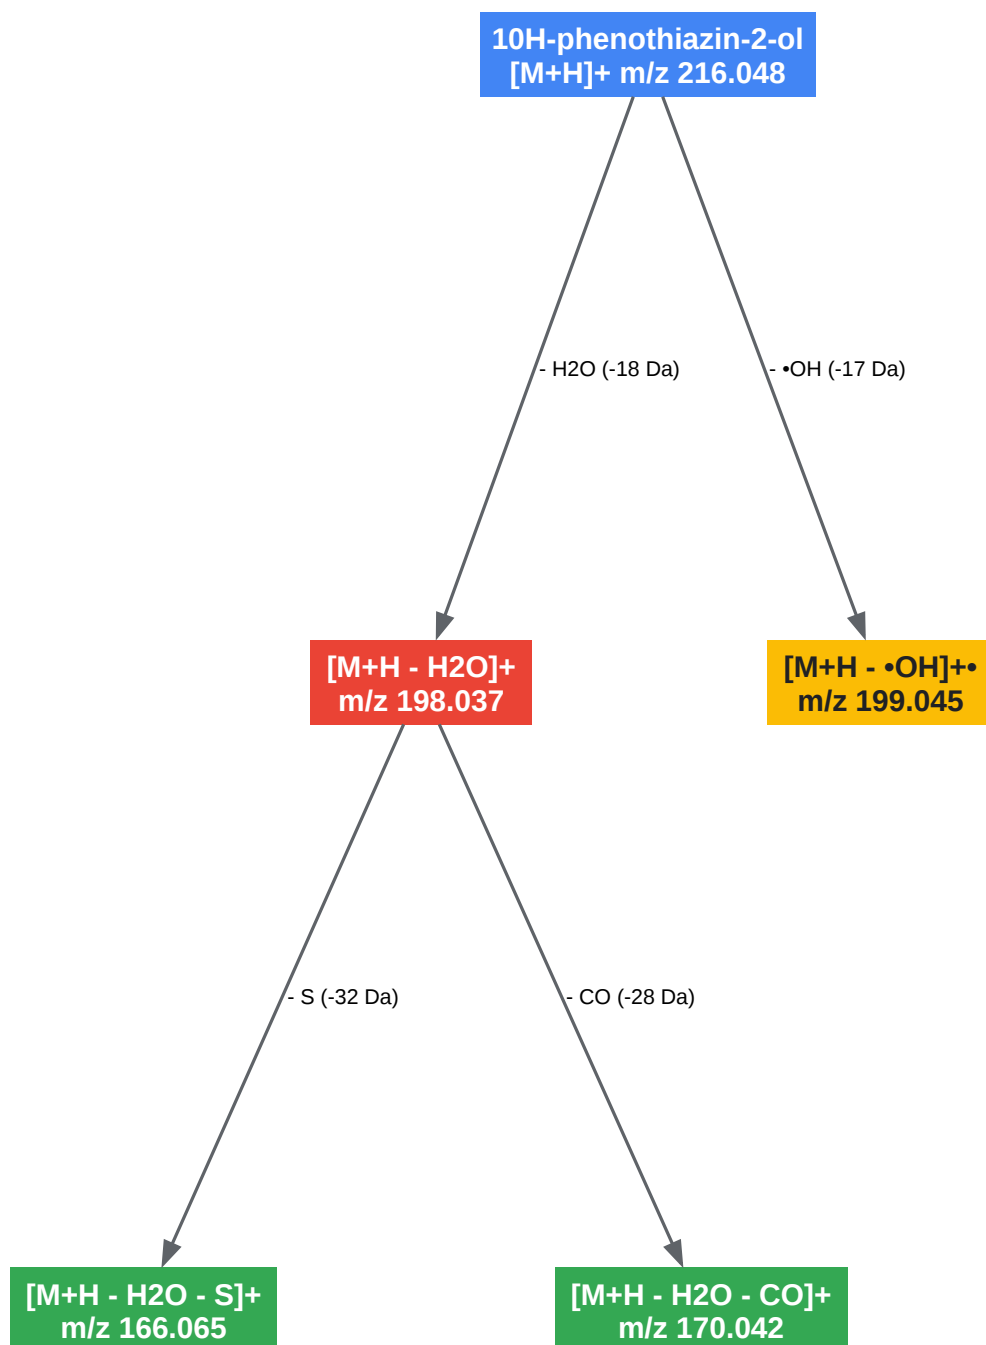 10H-phenothiazin-2-ol
[M+H]+ m/z 216.048
- H2O (-18 Da)
- •OH (-17 Da)
[M+H - H2O]+
m/z 198.037
[M+H - •OH]+•
m/z 199.045
- S (-32 Da)
- CO (-28 Da)
[M+H - H2O - S]+
m/z 166.065
[M+H - H2O - CO]+
m/z 170.042